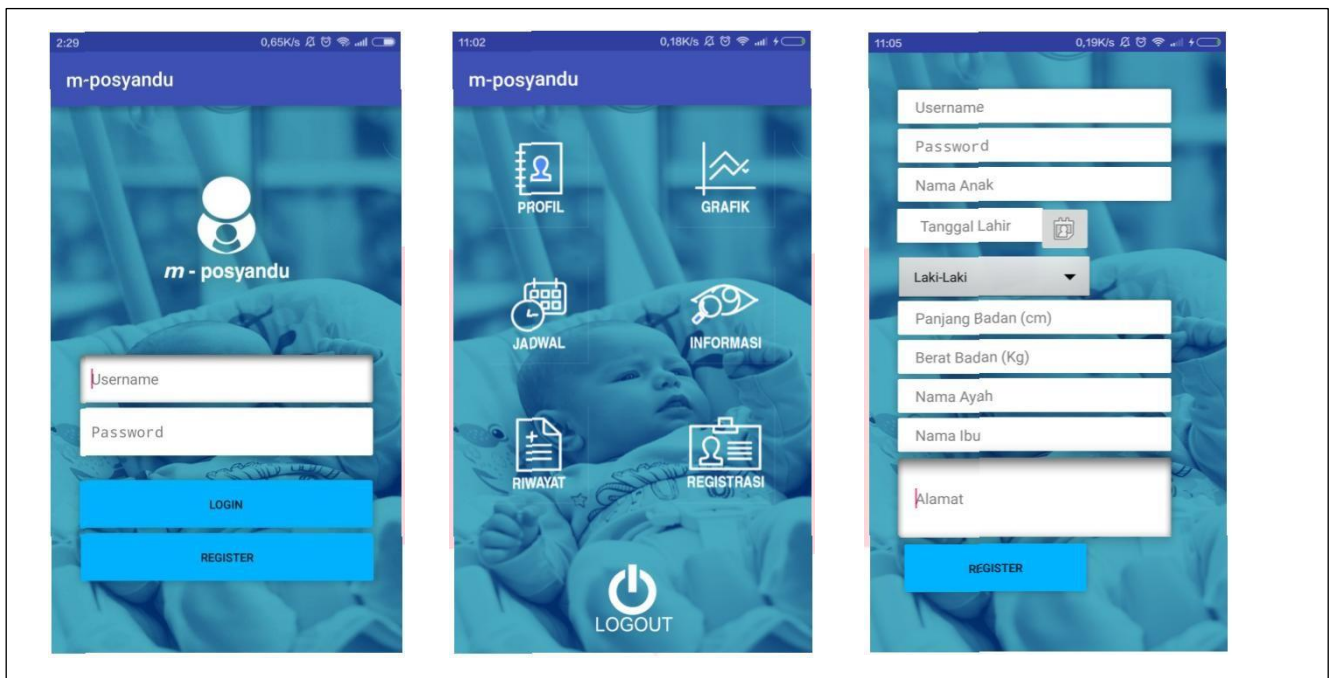 2:29 0,65K/s
m-posyandu
m - posyandu
Username
Password
LOGIN
REGISTER
11:02 0,18K/s
m-posyandu
PROFIL GRAFIK
JADWAL INFORMASI
RIWAYAT REGISTRASI
LOGOUT
11:05 0,19K/s
Username
Password
Nama Anak
Tanggal Lahir
Laki-Laki
Panjang Badan (cm)
Berat Badan (Kg)
Nama Ayah
Nama Ibu
Alamat
REGISTER